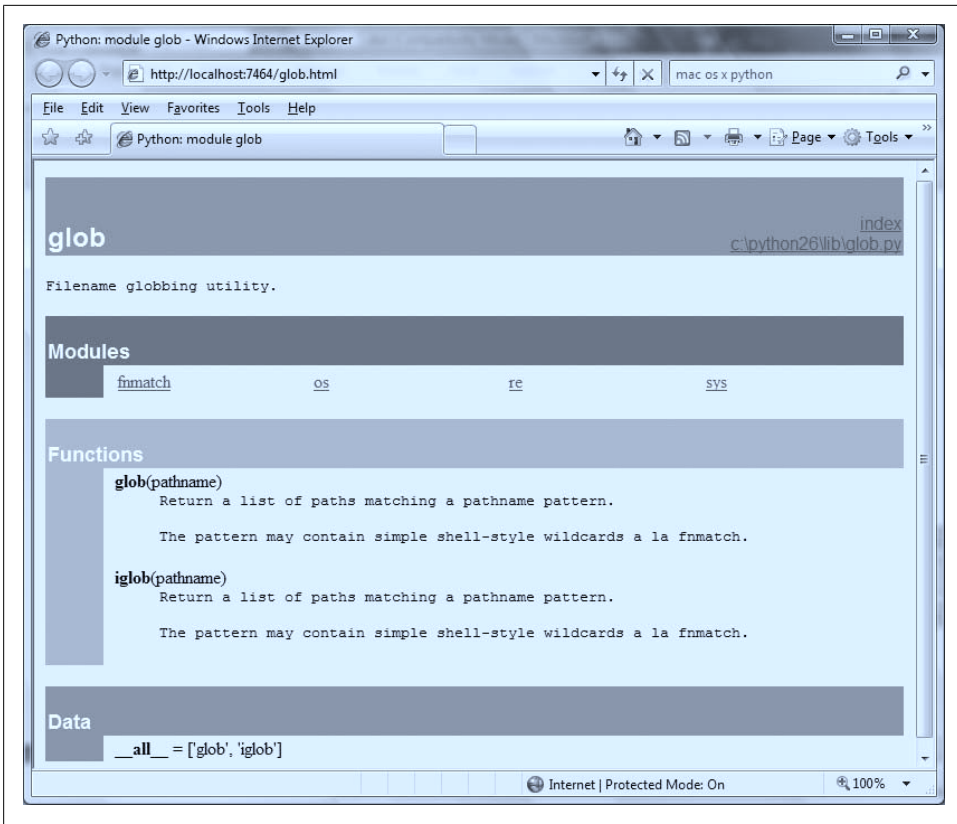 Python: module glob - Windows Internet Explorer
http://localhost:7464/glob.html
mac os x python
File Edit View Favorites Tools Help
Python: module glob
Page Tools »
glob
index
c:\python26\lib\glob.py
Filename globbing utility.
Modules
fnmatch os re sys
Functions
glob(pathname)
Return a list of paths matching a pathname pattern.
The pattern may contain simple shell-style wildcards a la fnmatch.
iglob(pathname)
Return a list of paths matching a pathname pattern.
The pattern may contain simple shell-style wildcards a la fnmatch.
Data
__all__ = ['glob', 'iglob']
Internet | Protected Mode: On 100%